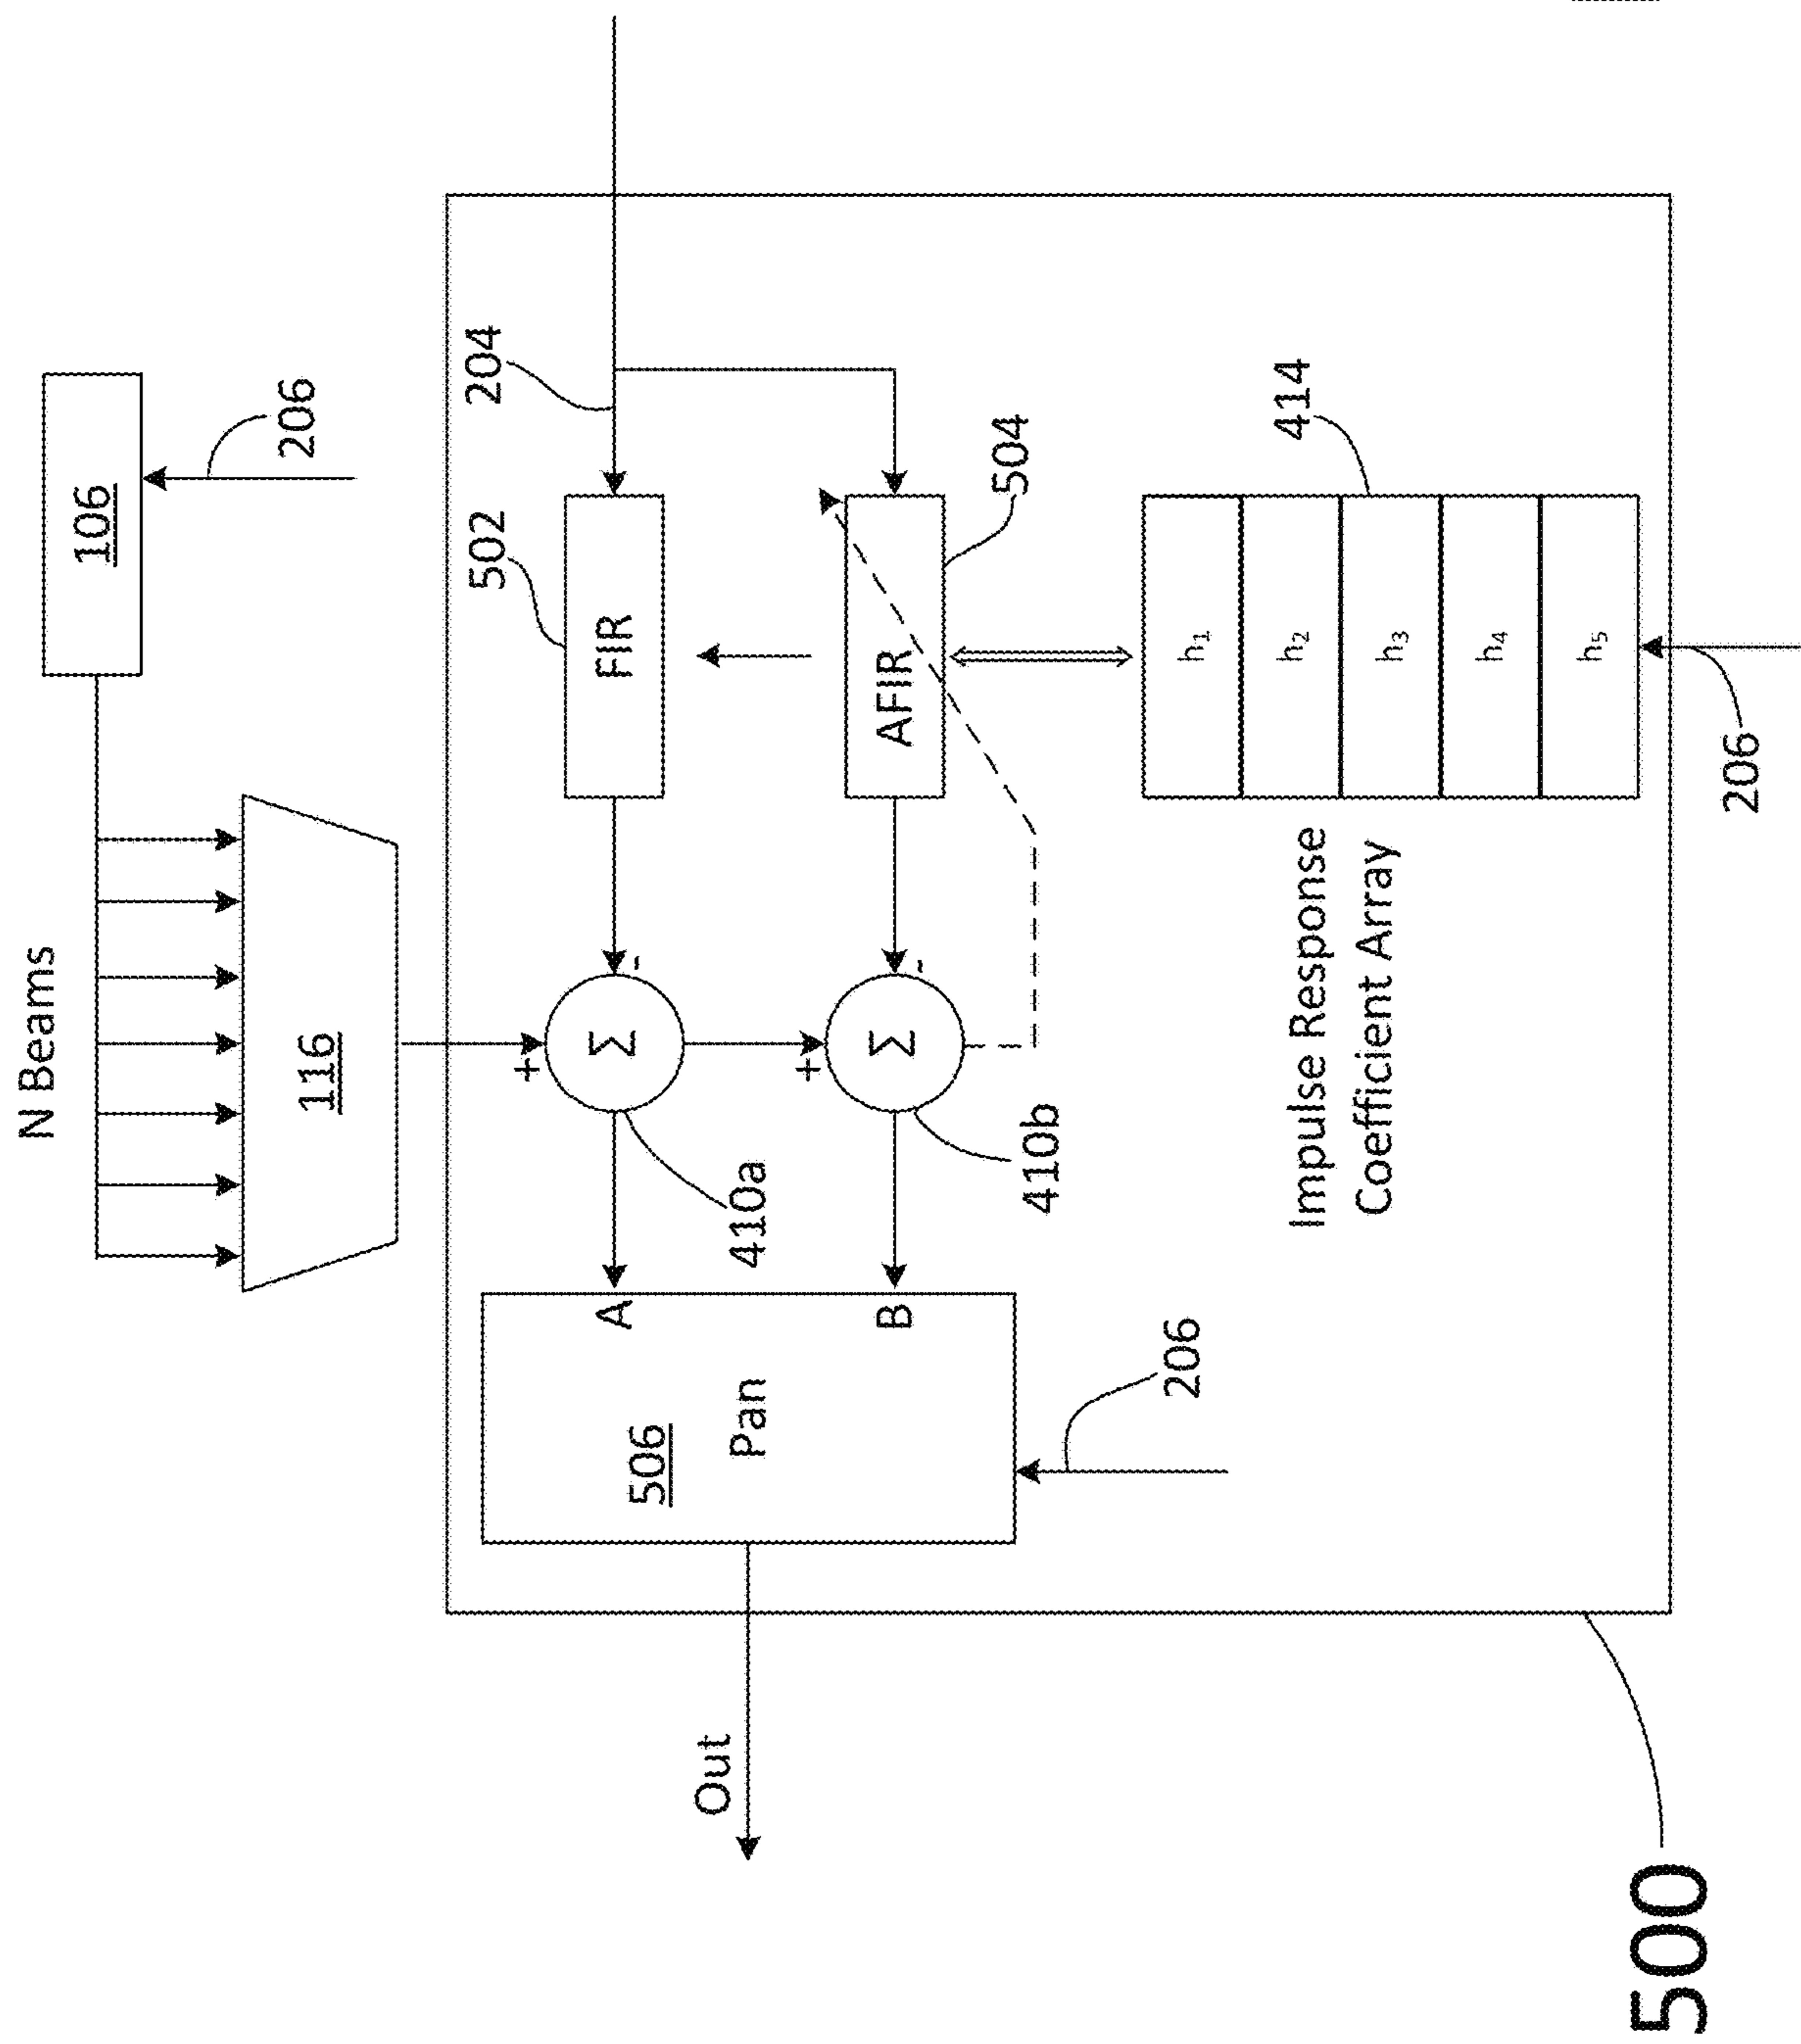 N Beams
106
206
116
204
502
FIR
+
Σ
-
410a
504
AFIR
+
Σ
-
410b
A
B
506
Pan
206
Out
414
h₁
h₂
h₃
h₄
h₅
Impulse Response
Coefficient Array
206
500